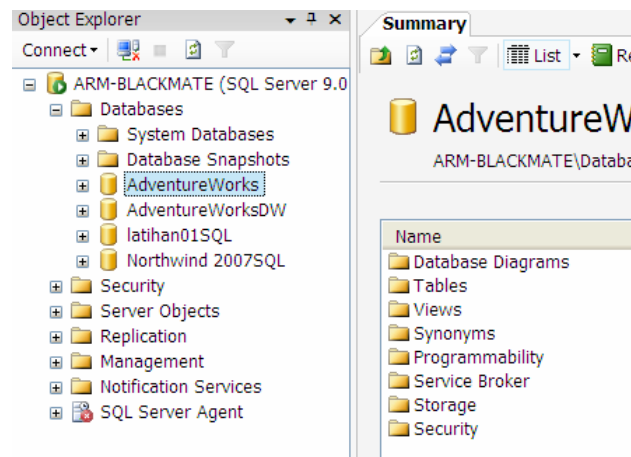 Object Explorer
Connect
ARM-BLACKMATE (SQL Server 9.0
Databases
System Databases
Database Snapshots
AdventureWorks
AdventureWorksDW
latihan01SQL
Northwind 2007SQL
Security
Server Objects
Replication
Management
Notification Services
SQL Server Agent
Summary
List
Re
AdventureW
ARM-BLACKMATE\Databa
Name
Database Diagrams
Tables
Views
Synonyms
Programmability
Service Broker
Storage
Security